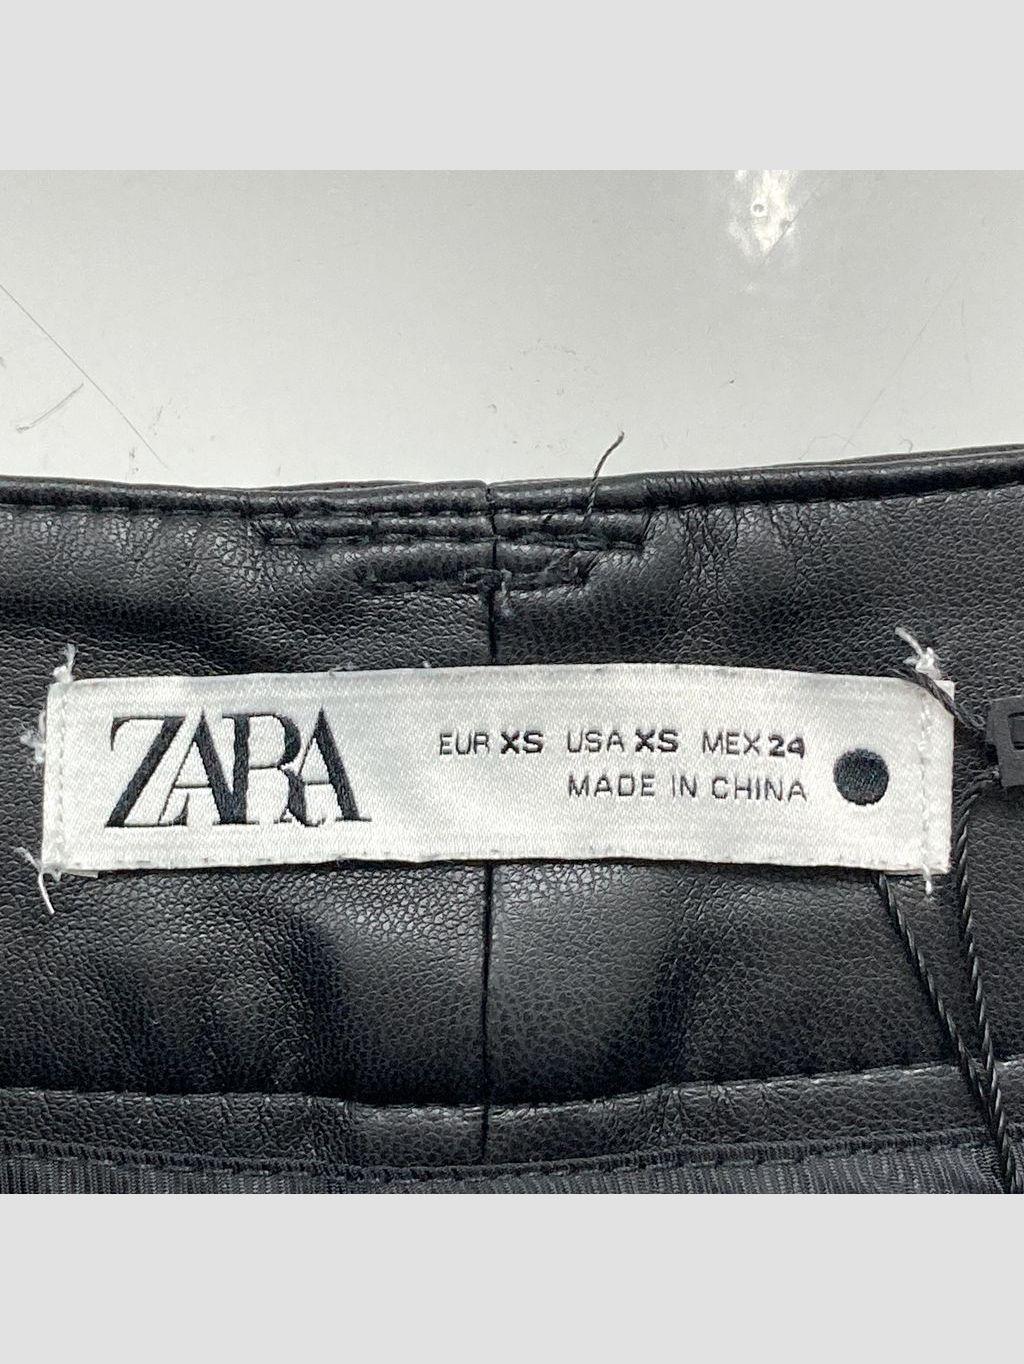 ZARA
EUR XS USA XS MEX 24
MADE IN CHINA